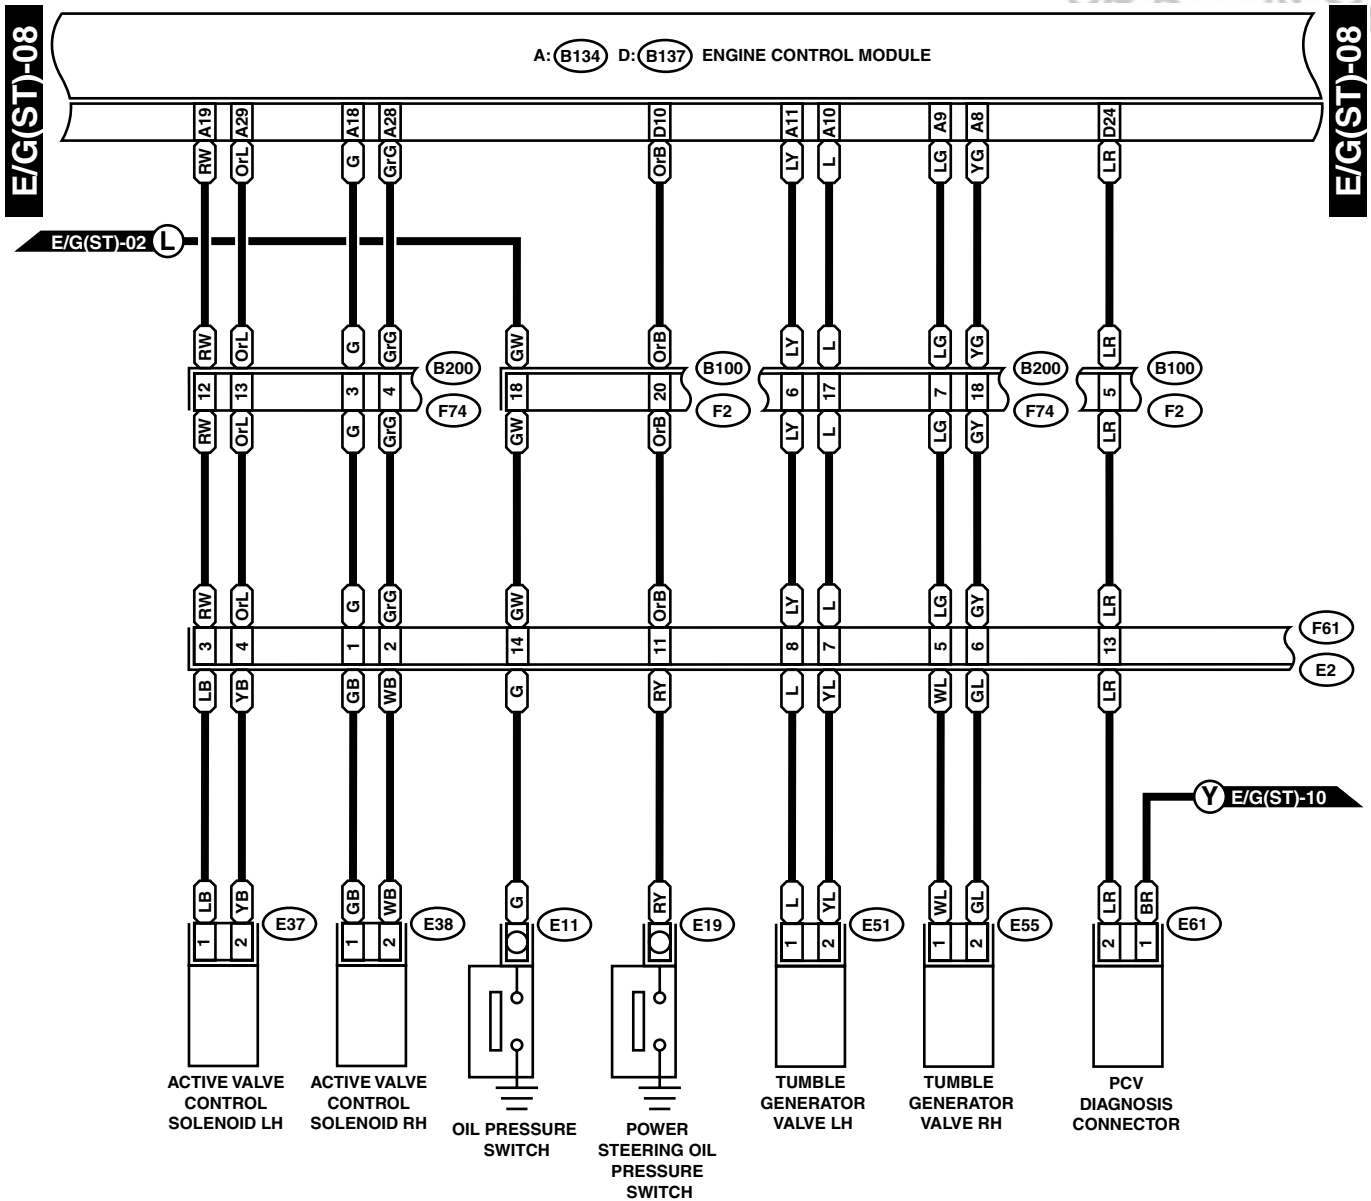 E/G(ST)-08
A: B134 D: B137 ENGINE CONTROL MODULE
E/G(ST)-08
A19 A29 A18 A28 D10 A11 A10 A9 A8 D24
RW OrL G GrG OrB LY L LG YG LR
E/G(ST)-02 L
RW OrL G GrG GW OrB LY L LG YG LR
B200 B100 B200 B100
12 13 3 4 18 20 6 17 7 18 5
F74 F2 F74 F2
RW OrL G GrG GW OrB LY L LG GY LR
RW OrL G GrG GW OrB LY L LG GY LR
F61
3 4 1 2 14 11 8 7 5 6 13
E2
LB YB GB WB G RY L YL WL GL LR
Y E/G(ST)-10
LB YB GB WB G RY L YL WL GL LR BR
E37 E38 E11 E19 E51 E55 E61
1 2 1 2 1 2 1 2 2 1
ACTIVE VALVE
CONTROL
SOLENOID LH
ACTIVE VALVE
CONTROL
SOLENOID RH
OIL PRESSURE
SWITCH
POWER
STEERING OIL
PRESSURE
SWITCH
TUMBLE
GENERATOR
VALVE LH
TUMBLE
GENERATOR
VALVE RH
PCV
DIAGNOSIS
CONNECTOR